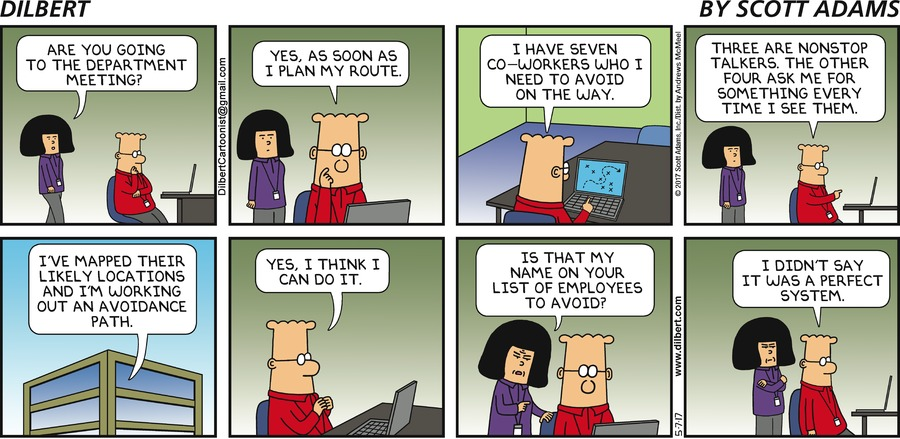 DILBERT
BY SCOTT ADAMS
ARE YOU GOING
TO THE DEPARTMENT
MEETING?
DilbertCartoonist@gmail.com
YES, AS SOON AS
I PLAN MY ROUTE.
I HAVE SEVEN
CO-WORKERS WHO I
NEED TO AVOID
ON THE WAY.
© 2017 Scott Adams, Inc./Dist. by Andrews McMeel
THREE ARE NONSTOP
TALKERS. THE OTHER
FOUR ASK ME FOR
SOMETHING EVERY
TIME I SEE THEM.
I'VE MAPPED THEIR
LIKELY LOCATIONS
AND I'M WORKING
OUT AN AVOIDANCE
PATH.
YES, I THINK I
CAN DO IT.
IS THAT MY
NAME ON YOUR
LIST OF EMPLOYEES
TO AVOID?
www.dilbert.com
5-7-17
I DIDN'T SAY
IT WAS A PERFECT
SYSTEM.